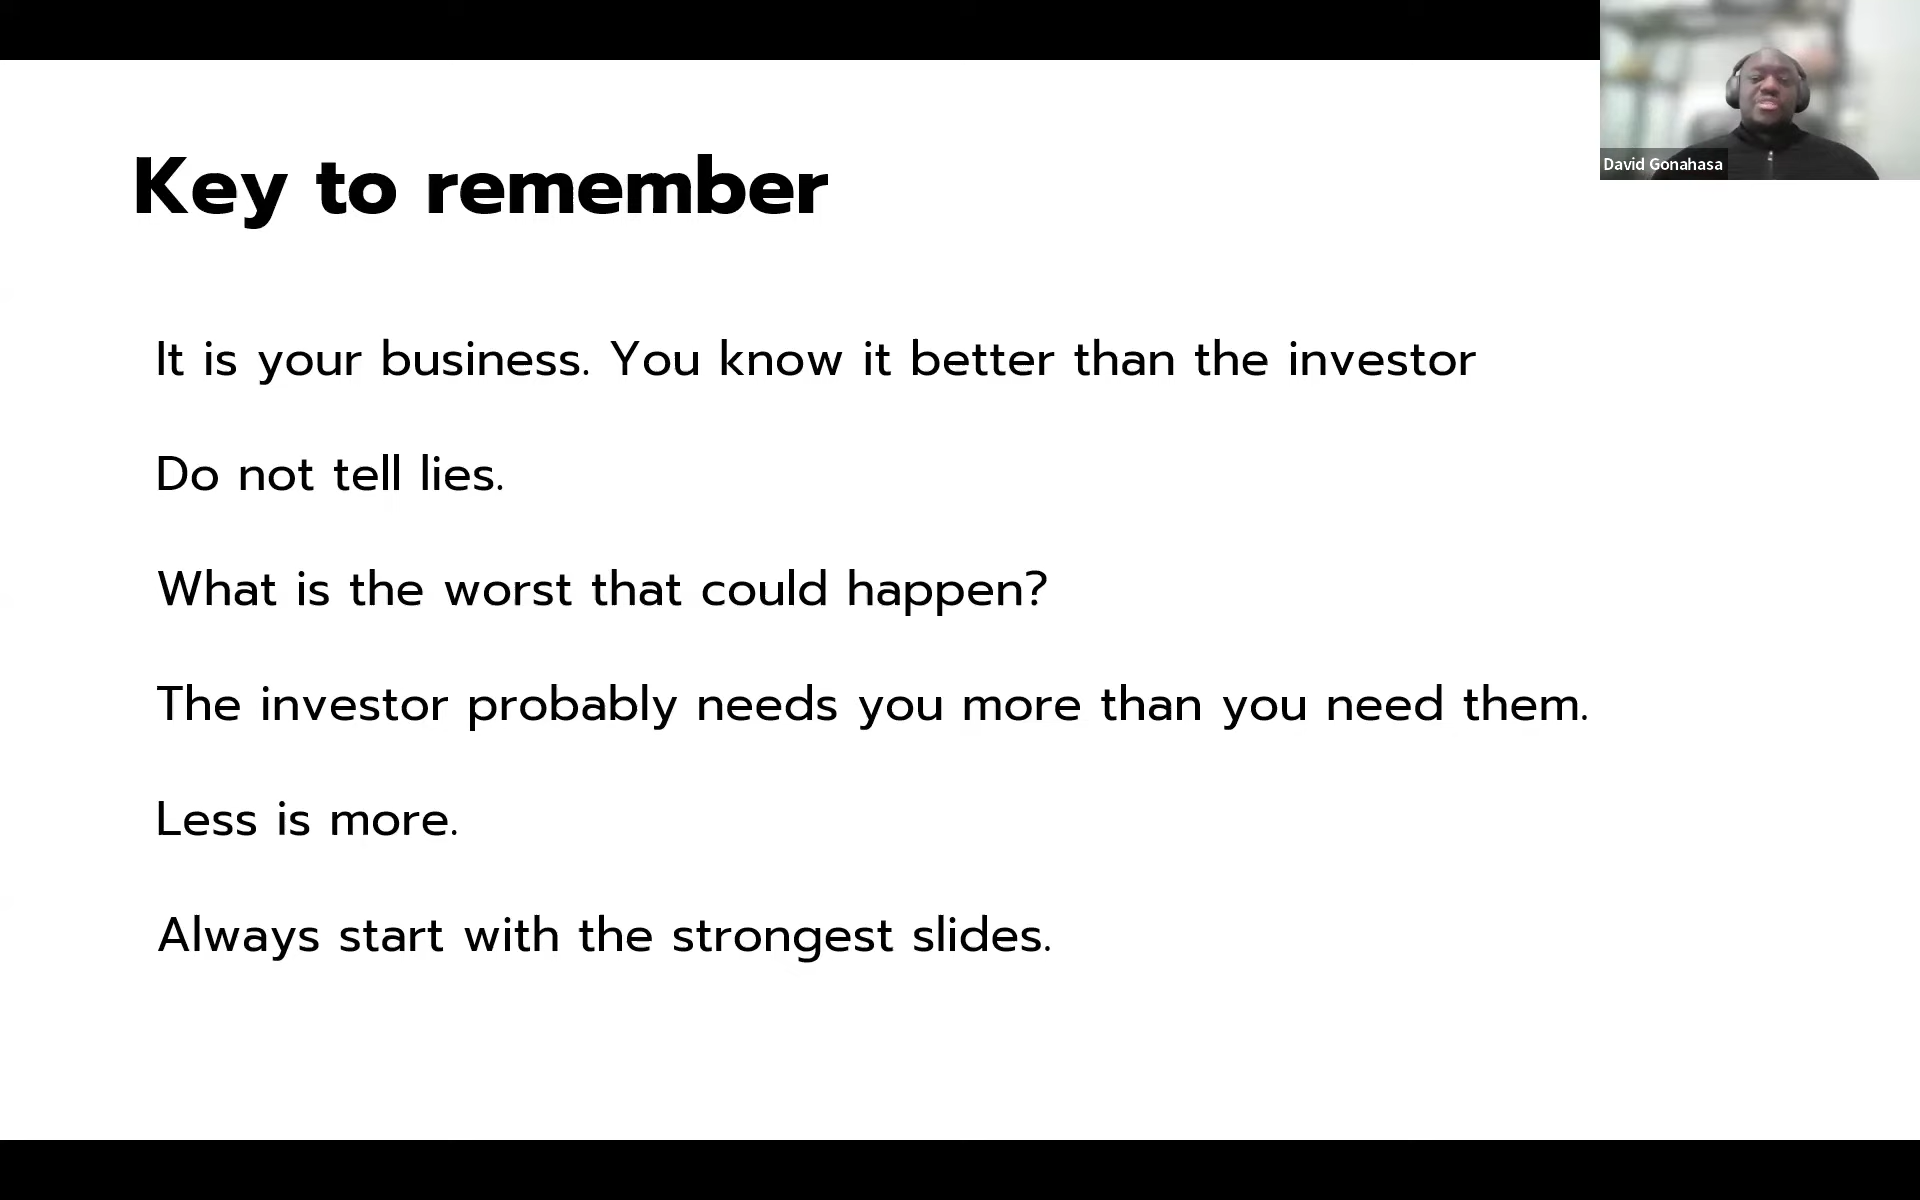 Key to remember
David Gonahasa
It is your business. You know it better than the investor
Do not tell lies.
What is the worst that could happen?
The investor probably needs you more than you need them.
Less is more.
Always start with the strongest slides.